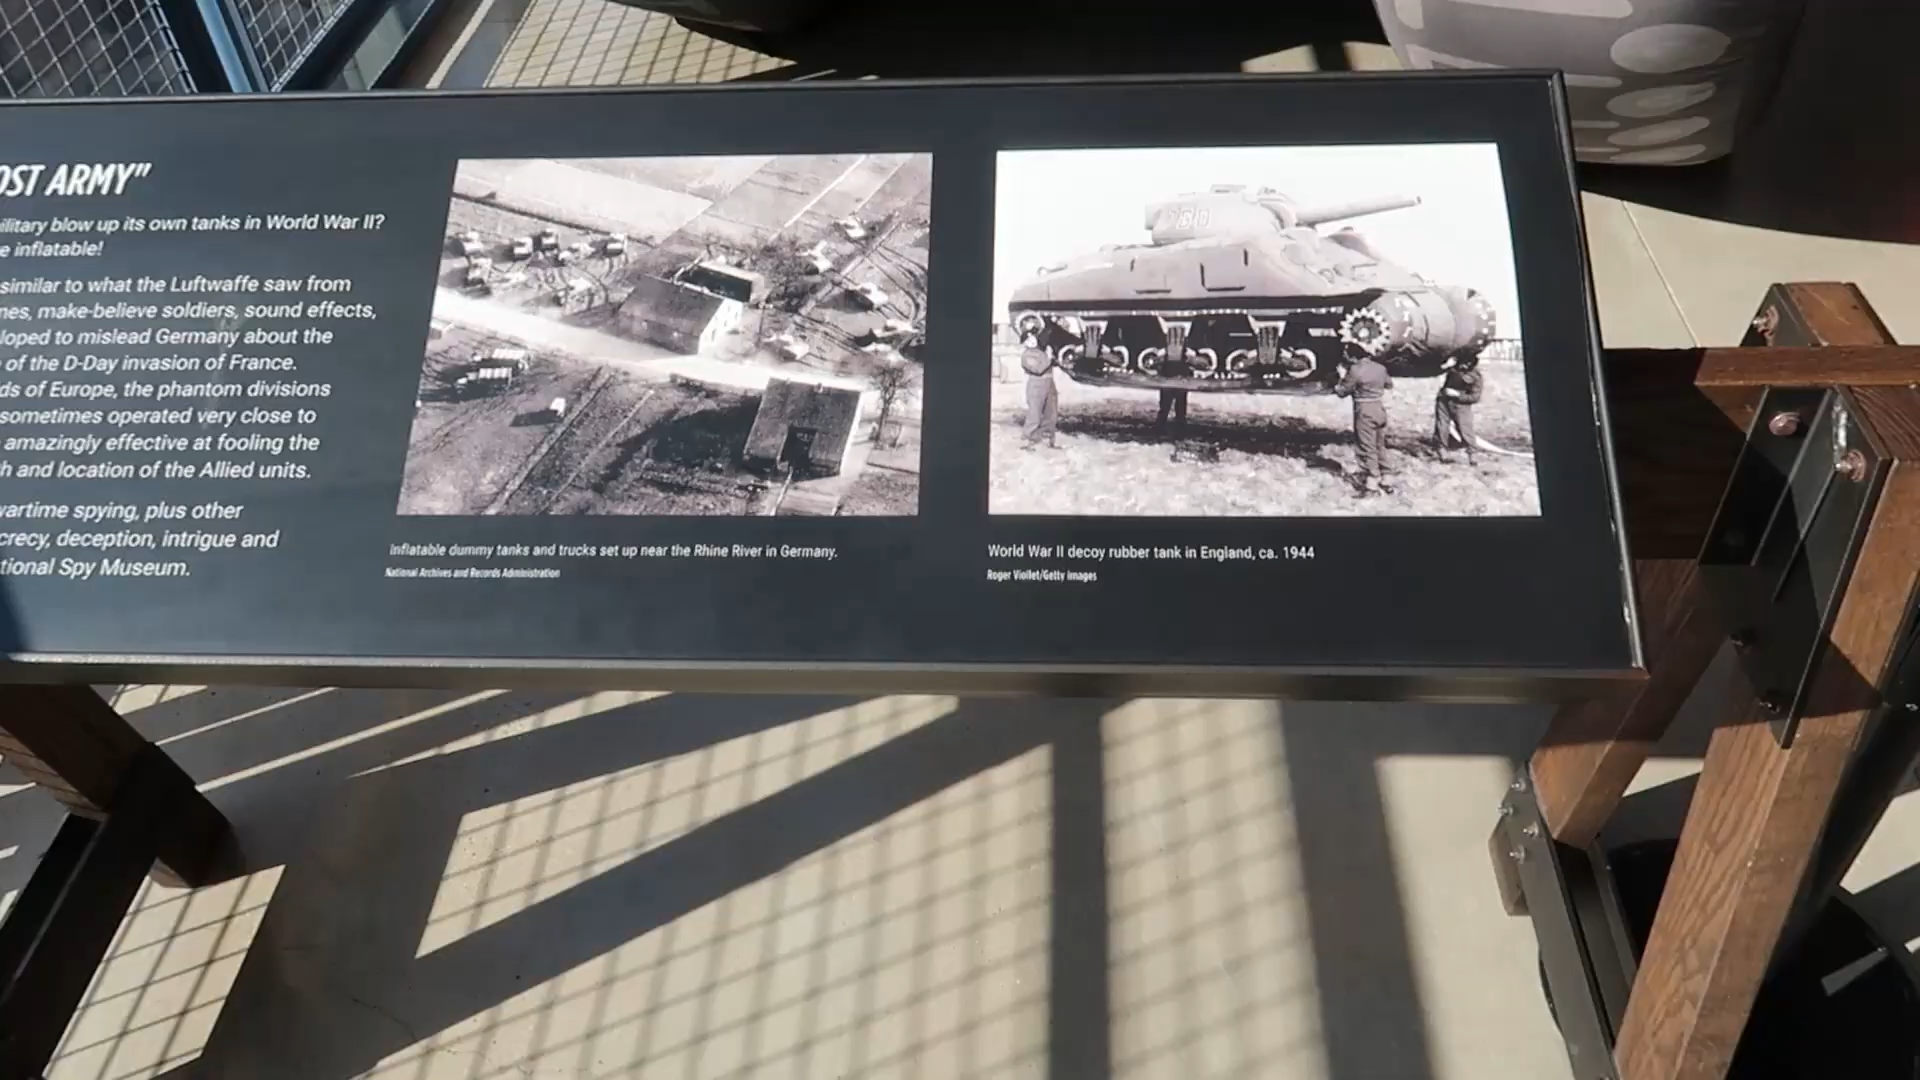 OST ARMY"
ilitary blow up its own tanks in World War II?
e inflatable!
similar to what the Luftwaffe saw from
nes, make-believe soldiers, sound effects,
loped to mislead Germany about the
of the D-Day invasion of France.
ds of Europe, the phantom divisions
sometimes operated very close to
amazingly effective at fooling the
h and location of the Allied units.
wartime spying, plus other
crecy, deception, intrigue and
tional Spy Museum.
Inflatable dummy tanks and trucks set up near the Rhine River in Germany.
National Archives and Records Administration
World War II decoy rubber tank in England, ca. 1944
Roger Viollet/Getty Images